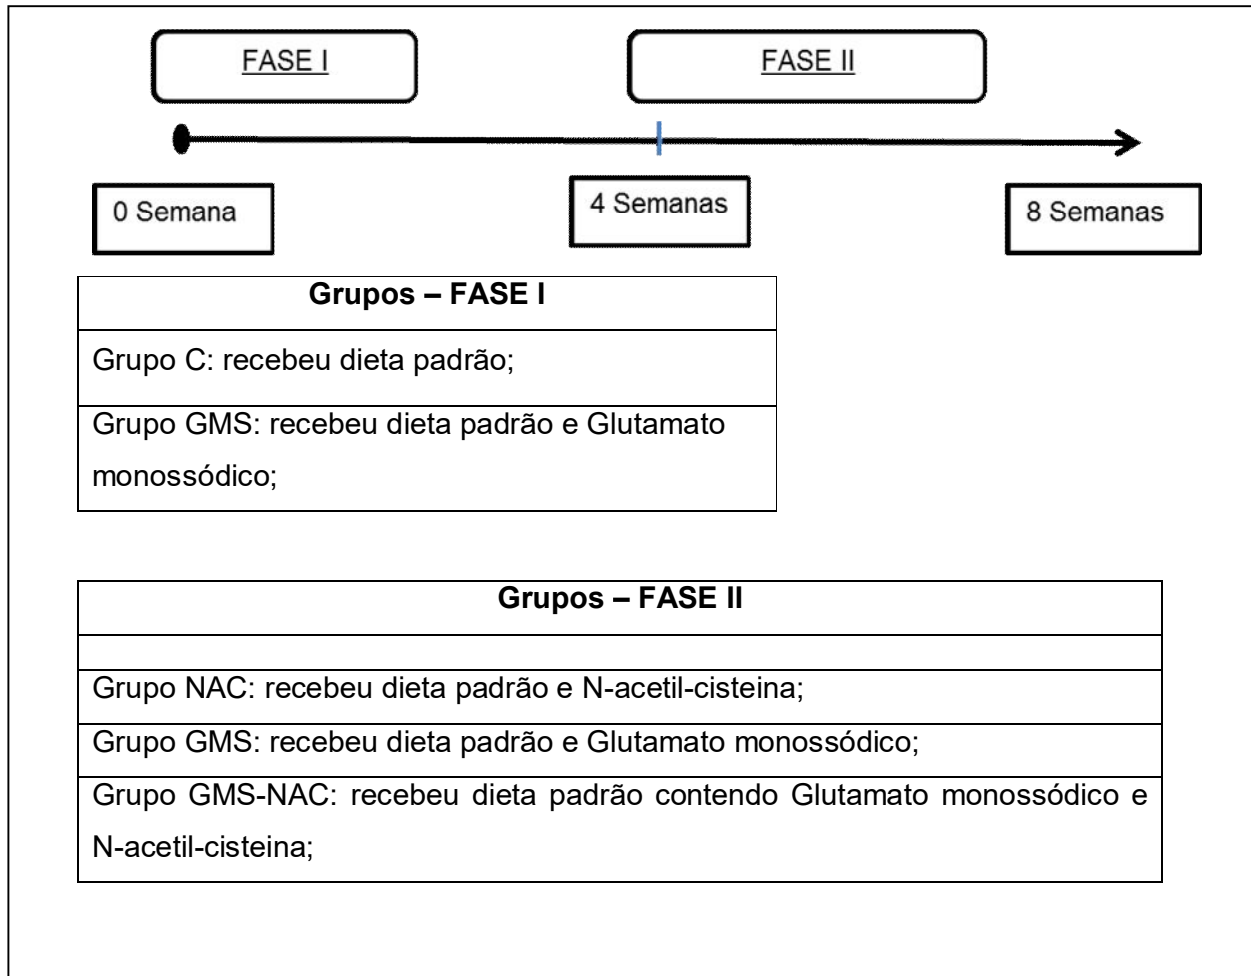 FASE I
FASE II
0 Semana
4 Semanas
8 Semanas
Grupos – FASE I
Grupo C: recebeu dieta padrão;
Grupo GMS: recebeu dieta padrão e Glutamato
monossódico;
Grupos – FASE II
Grupo NAC: recebeu dieta padrão e N-acetil-cisteina;
Grupo GMS: recebeu dieta padrão e Glutamato monossódico;
Grupo GMS-NAC: recebeu dieta padrão contendo Glutamato monossódico e
N-acetil-cisteina;